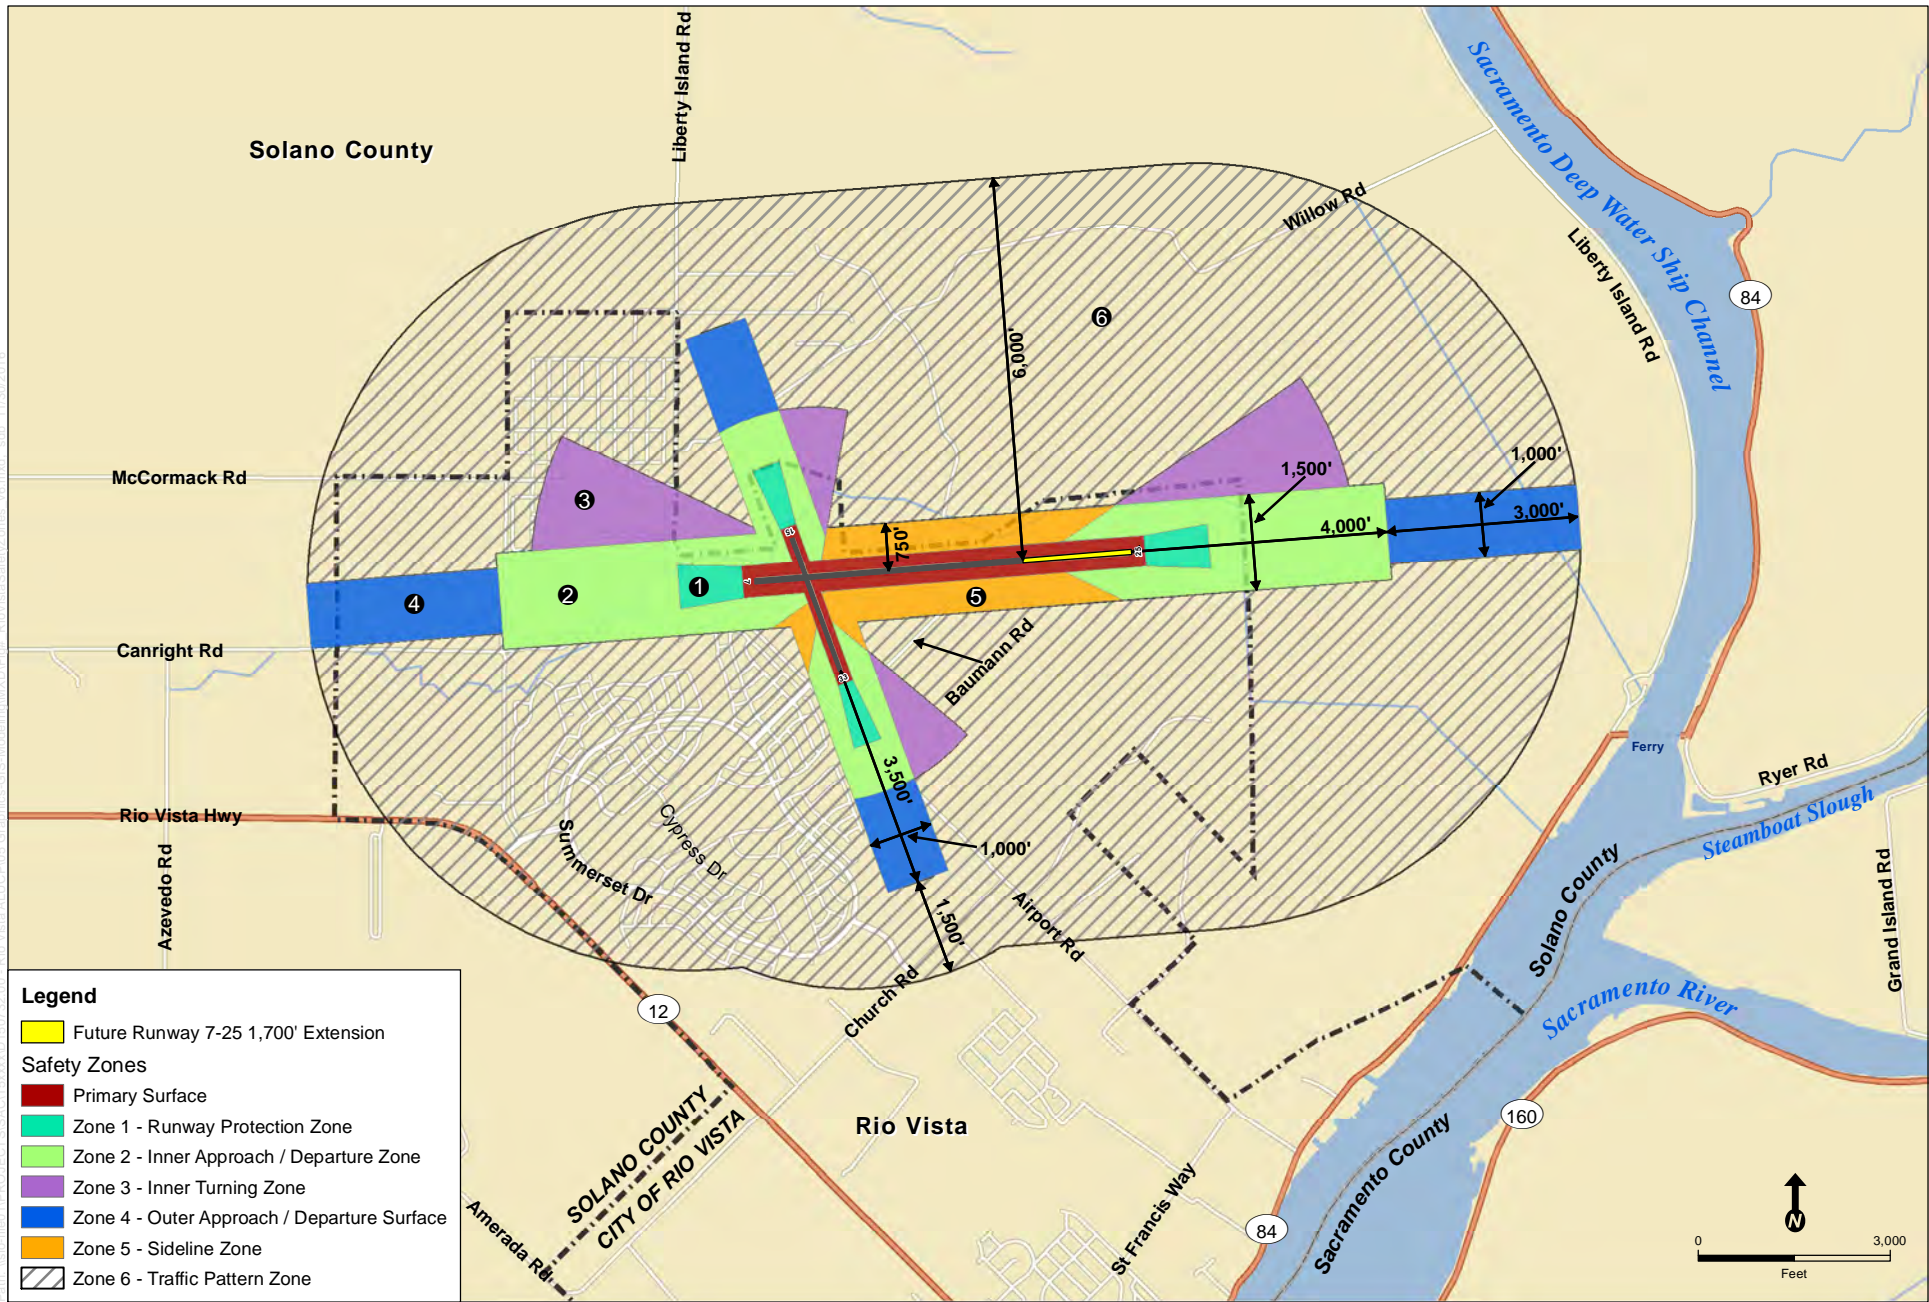 Solano County
Liberty Island Rd
Sacramento Deep Water Ship Channel
Willow Rd
Liberty Island Rd
84
6
6,000'
3
McCormack Rd
1,500'
1,000'
4,000'
3,000'
750'
15
25
7
1
2
4
5
33
Canright Rd
Baumann Rd
3,500'
1,000'
1,500'
Ferry
Ryer Rd
Steamboat Slough
Rio Vista Hwy
Azevedo Rd
Summerset Dr
Cypress Dr
Airport Rd
Church Rd
Solano County
Grand Island Rd
Sacramento River
12
Rio Vista
SOLANO COUNTY
CITY OF RIO VISTA
Amerada Rd
St Francis Way
84
Sacramento County
160
Legend
Future Runway 7-25 1,700' Extension
Safety Zones
Primary Surface
Zone 1 - Runway Protection Zone
Zone 2 - Inner Approach / Departure Zone
Zone 3 - Inner Turning Zone
Zone 4 - Outer Approach / Departure Surface
Zone 5 - Sideline Zone
Zone 6 - Traffic Pattern Zone
N
0 3,000
Feet